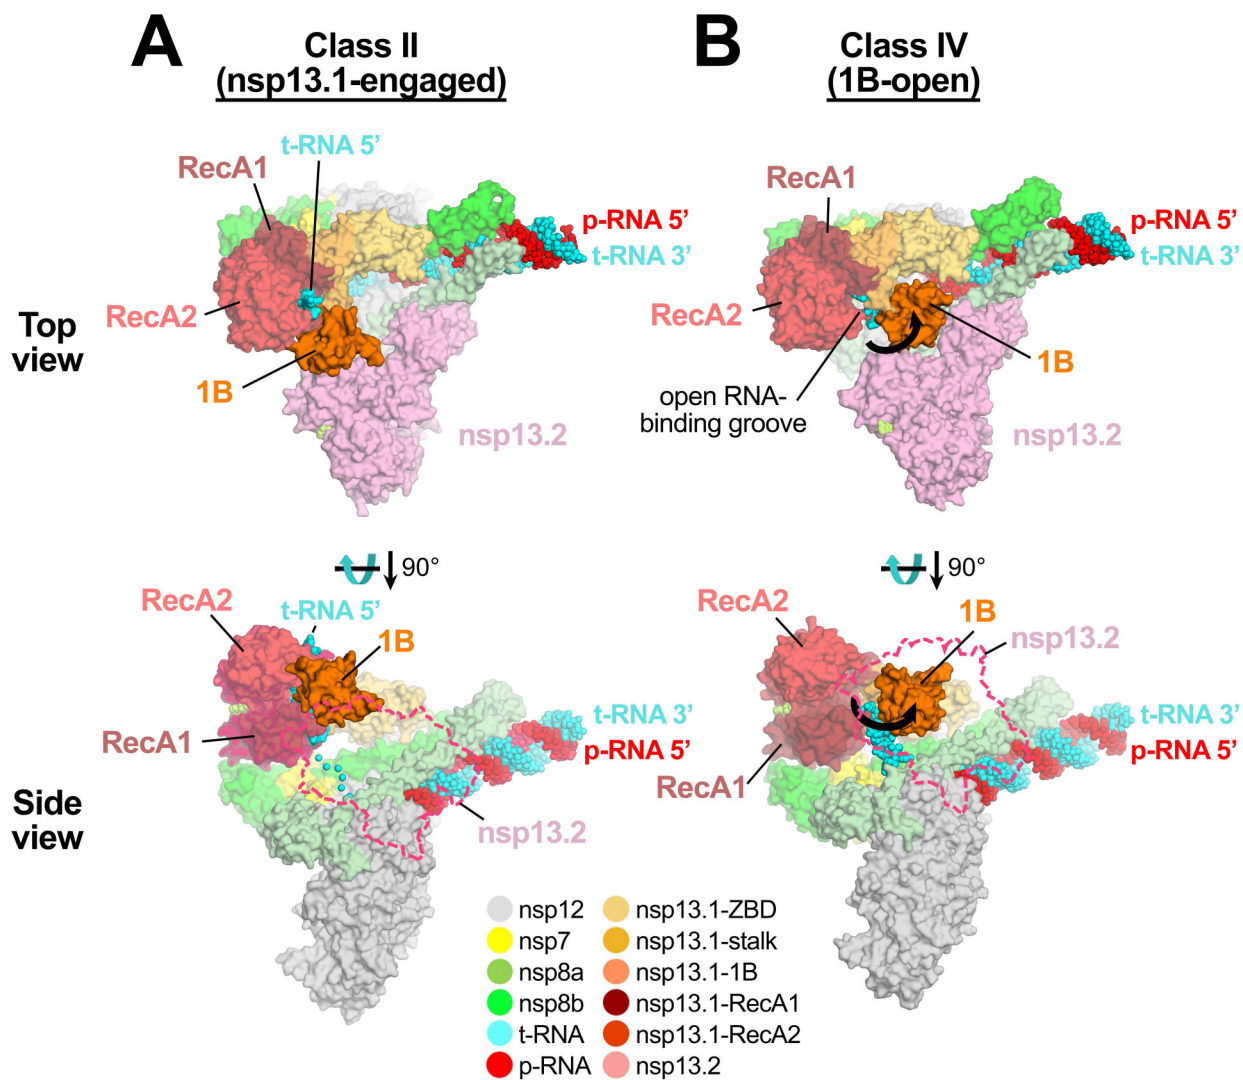 A
Class II
(nsp13.1-engaged)
t-RNA 5’
RecA1
p-RNA 5’
t-RNA 3’
RecA2
1B
nsp13.2
B
Class IV
(1B-open)
RecA1
p-RNA 5’
t-RNA 3’
RecA2
1B
open RNA-
binding groove
nsp13.2
Top
view
90°
90°
RecA2
t-RNA 5’
1B
RecA1
t-RNA 3’
p-RNA 5’
nsp13.2
RecA2
1B
nsp13.2
t-RNA 3’
p-RNA 5’
RecA1
Side
view
nsp12
nsp7
nsp8a
nsp8b
t-RNA
p-RNA
nsp13.1-ZBD
nsp13.1-stalk
nsp13.1-1B
nsp13.1-RecA1
nsp13.1-RecA2
nsp13.2